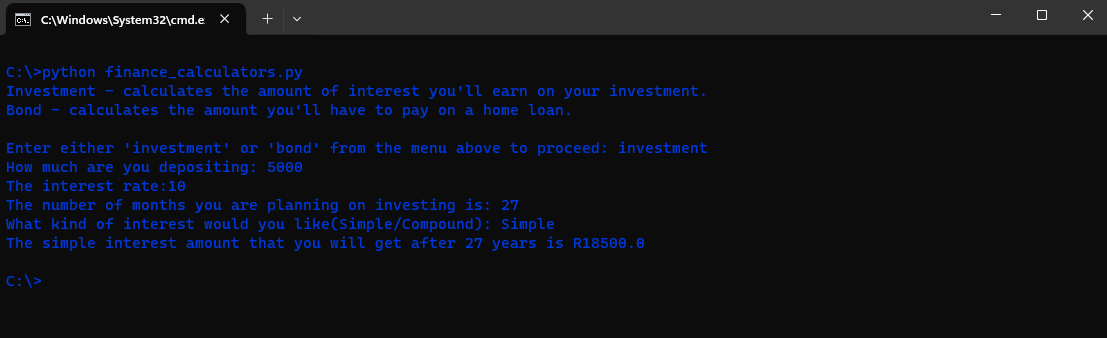 C:\Windows\System32\cmd.e
C:\>python finance_calculators.py
Investment - calculates the amount of interest you'll earn on your investment.
Bond - calculates the amount you'll have to pay on a home loan.
Enter either 'investment' or 'bond' from the menu above to proceed: investment
How much are you depositing: 5000
The interest rate:10
The number of months you are planning on investing is: 27
What kind of interest would you like(Simple/Compound): Simple
The simple interest amount that you will get after 27 years is R18500.0
C:\>